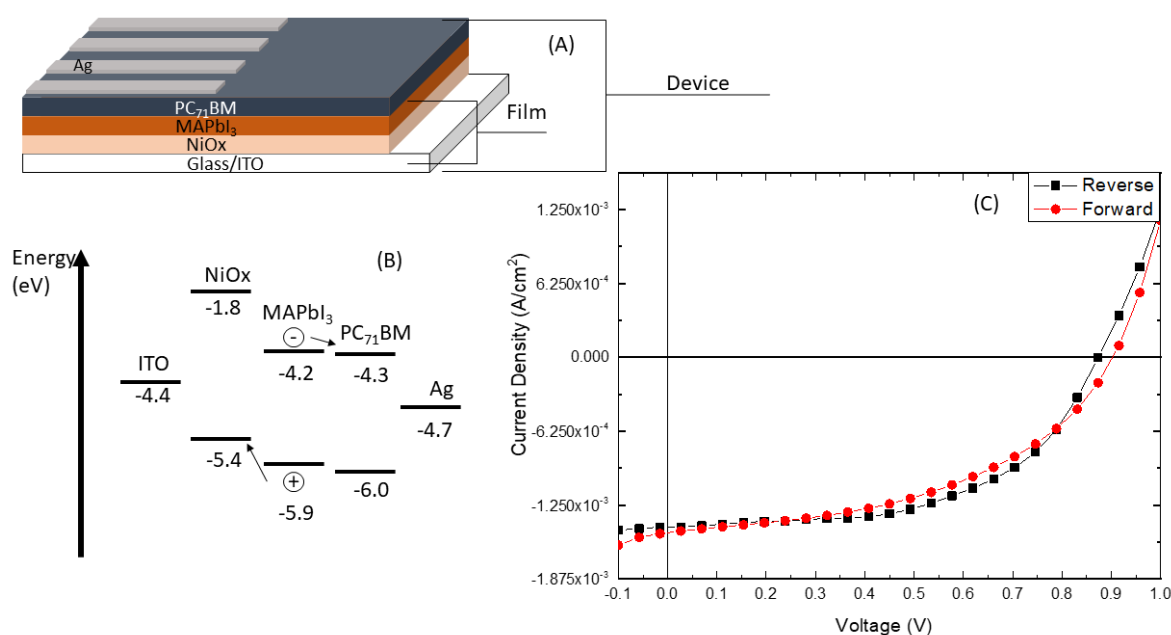 (A)
Ag
Device
PC₇₁BM
Film
MAPbI₃
NiOx
Glass/ITO
Energy
(eV)
(B)
NiOx
-1.8
MAPbI₃
-
PC₇₁BM
-4.2
-4.3
ITO
-4.4
Ag
-4.7
-5.4
+
-5.9
-6.0
(C)
Reverse
Forward
Current Density (A/cm²)
1.250x10⁻³
6.250x10⁻⁴
0.000
-6.250x10⁻⁴
-1.250x10⁻³
-1.875x10⁻³
-0.1 0.0 0.1 0.2 0.3 0.4 0.5 0.6 0.7 0.8 0.9 1.0
Voltage (V)